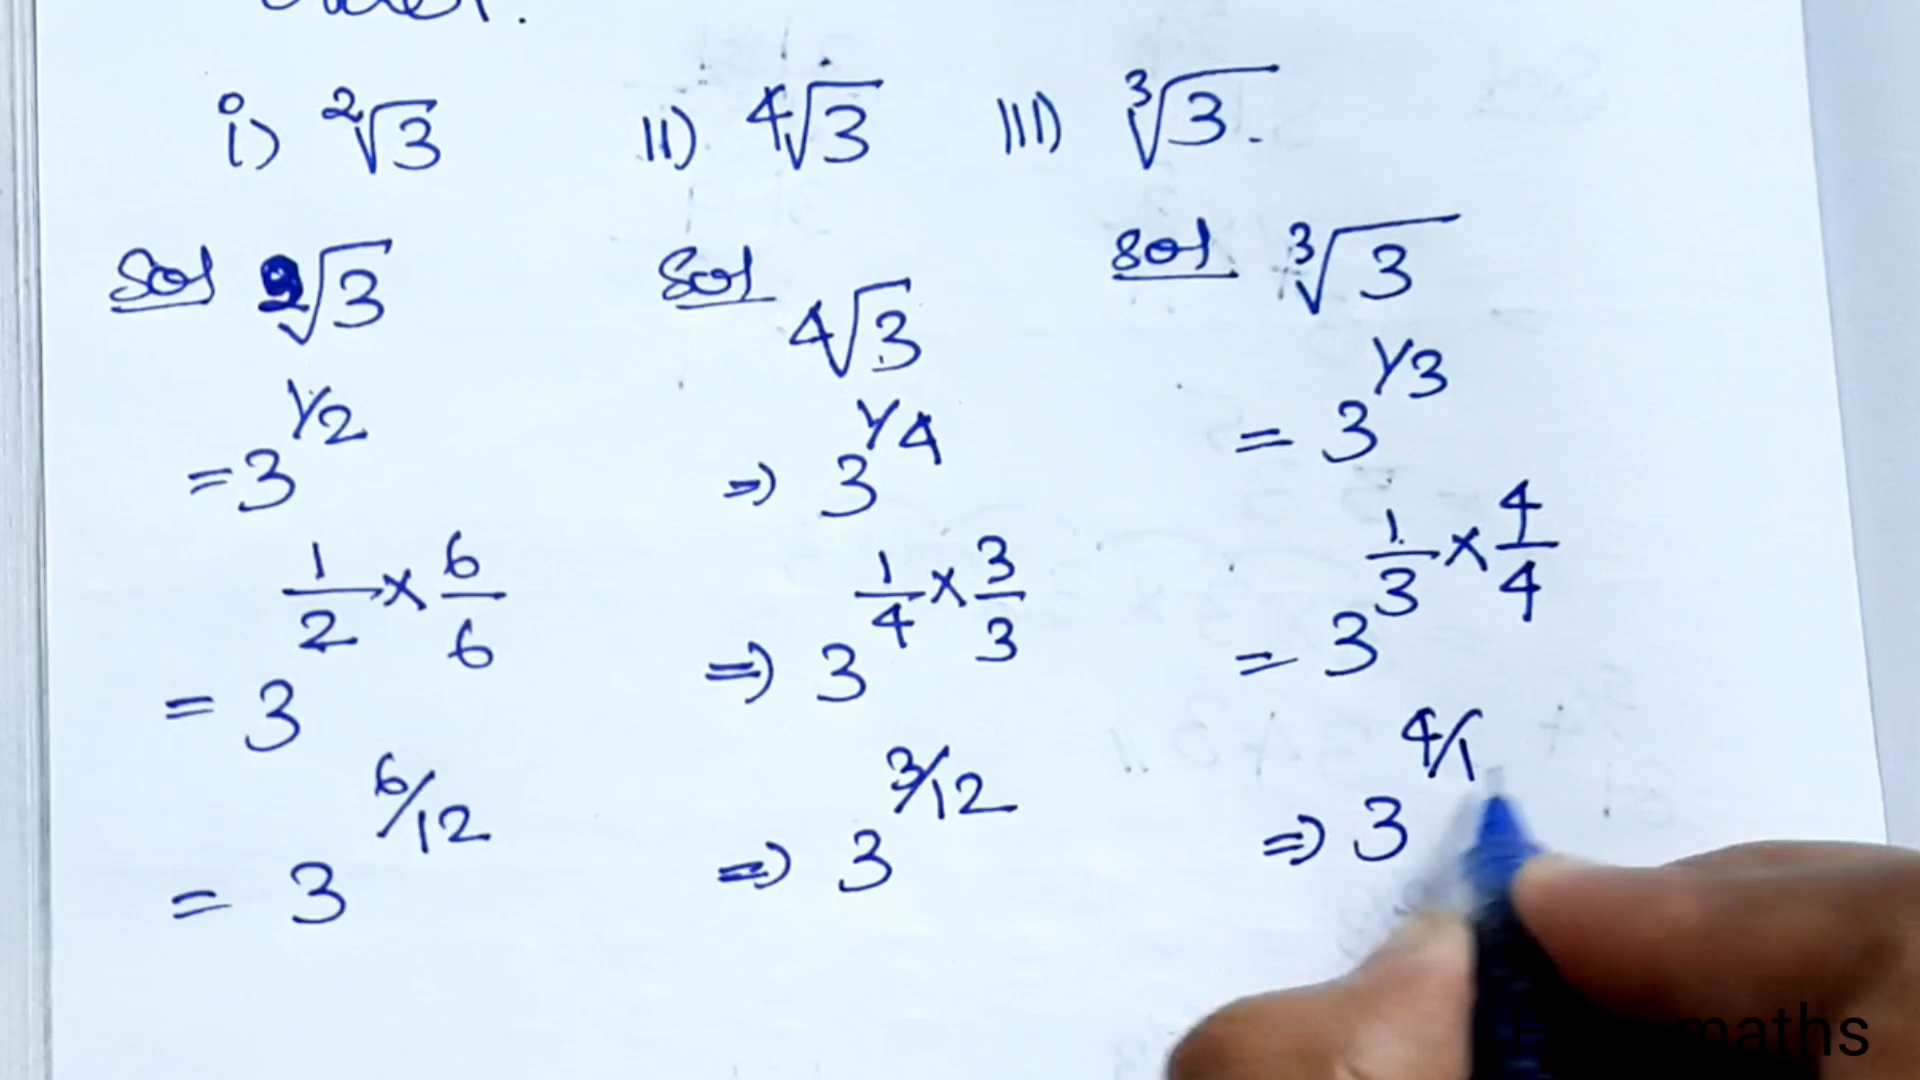 i) ²√3 ii) ⁴√3 iii) ³√3.
Sol ²√3
= 3^1/2
= 3^(1/2 × 6/6)
= 3^6/12
Sol ⁴√3
⇒ 3^1/4
⇒ 3^(1/4 × 3/3)
⇒ 3^3/12
Sol ³√3
= 3^1/3
= 3^(1/3 × 4/4)
⇒ 3^4/1
maths